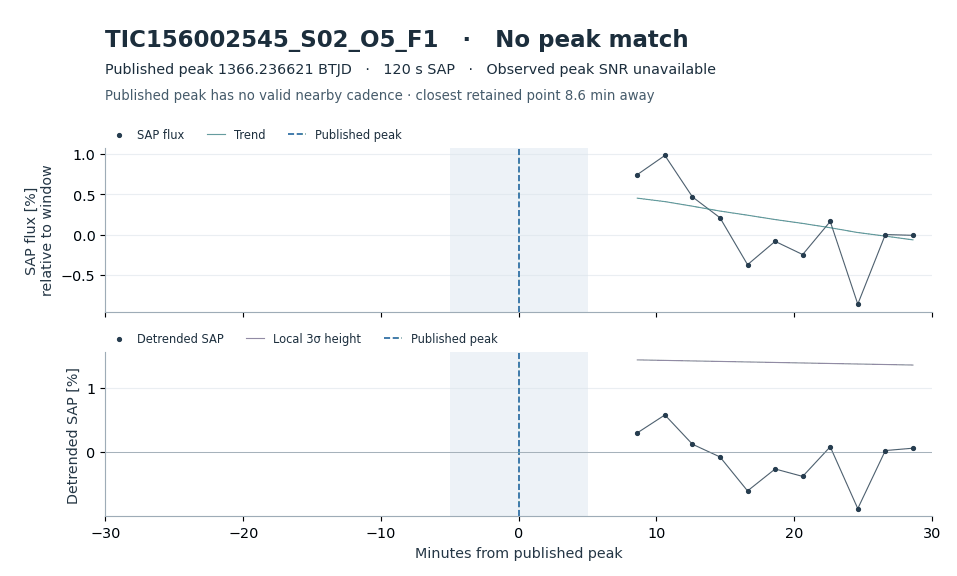 TIC156002545_S02_O5_F1 · No peak match
Published peak 1366.236621 BTJD · 120 s SAP · Observed peak SNR unavailable
Published peak has no valid nearby cadence · closest retained point 8.6 min away
SAP flux Trend Published peak
1.0
0.5
0.0
−0.5
SAP flux [%]
relative to window
Detrended SAP Local 3σ height Published peak
1
0
Detrended SAP [%]
−30 −20 −10 0 10 20 30
Minutes from published peak